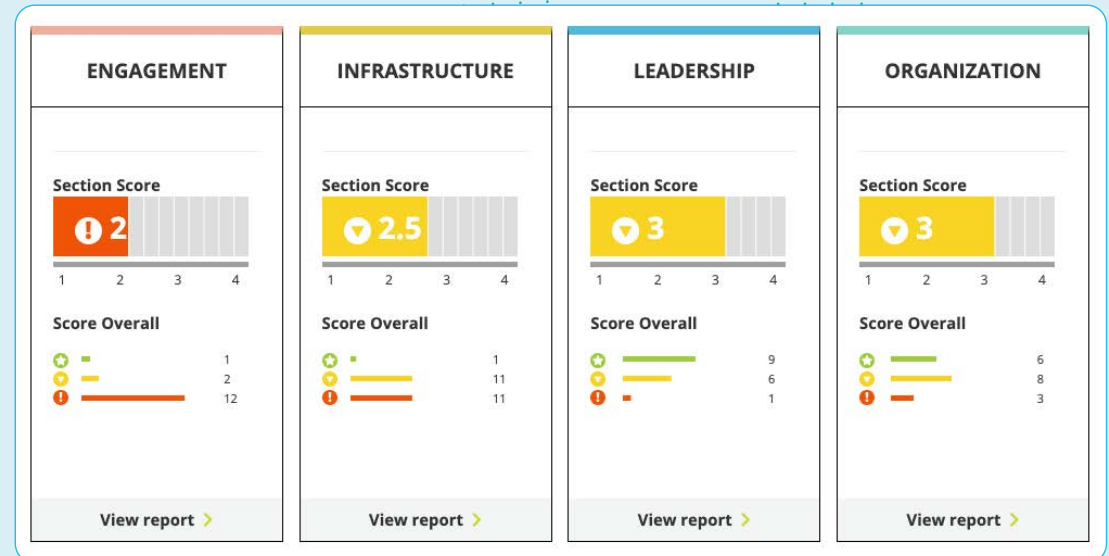 ENGAGEMENT
Section Score
2
1 2 3 4
Score Overall
1
2
12
View report
INFRASTRUCTURE
Section Score
2.5
1 2 3 4
Score Overall
1
11
11
View report
LEADERSHIP
Section Score
3
1 2 3 4
Score Overall
9
6
1
View report
ORGANIZATION
Section Score
3
1 2 3 4
Score Overall
6
8
3
View report